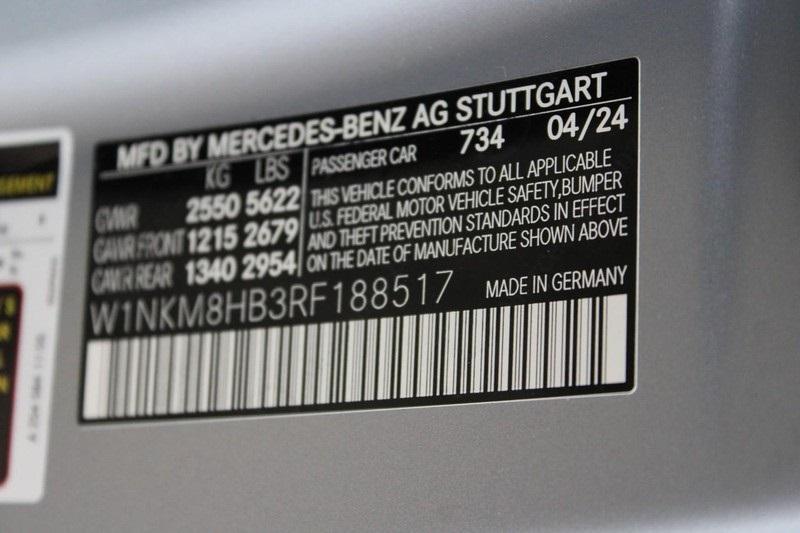 MFD BY MERCEDES-BENZ AG STUTTGART
KG LBS
GVWR 2550 5622
GAWR FRONT 1215 2679
GAWR REAR 1340 2954
PASSENGER CAR 734 04/24
THIS VEHICLE CONFORMS TO ALL APPLICABLE
U.S. FEDERAL MOTOR VEHICLE SAFETY,BUMPER
AND THEFT PREVENTION STANDARDS IN EFFECT
ON THE DATE OF MANUFACTURE SHOWN ABOVE
W1NKM8HB3RF188517 MADE IN GERMANY